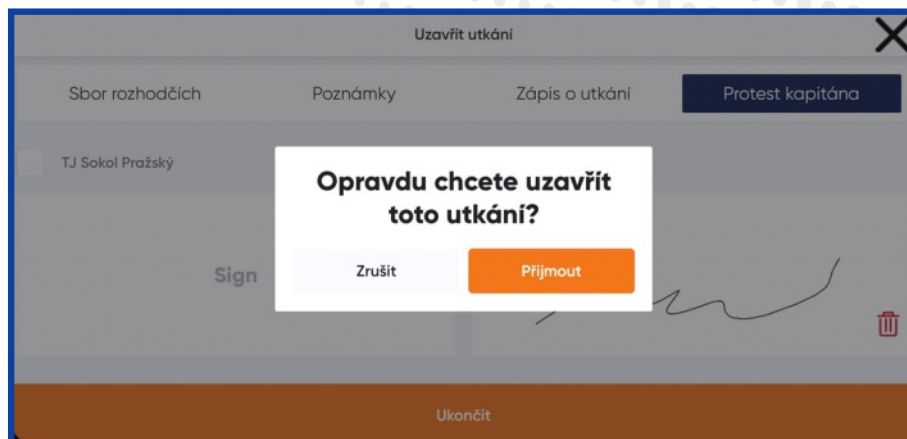 Uzavřít utkání
Sbor rozhodčích
Poznámky
Zápis o utkání
Protest kapitána
TJ Sokol Pražský
Opravdu chcete uzavřít
toto utkání?
Sign
Zrušit
Přijmout
Ukončit